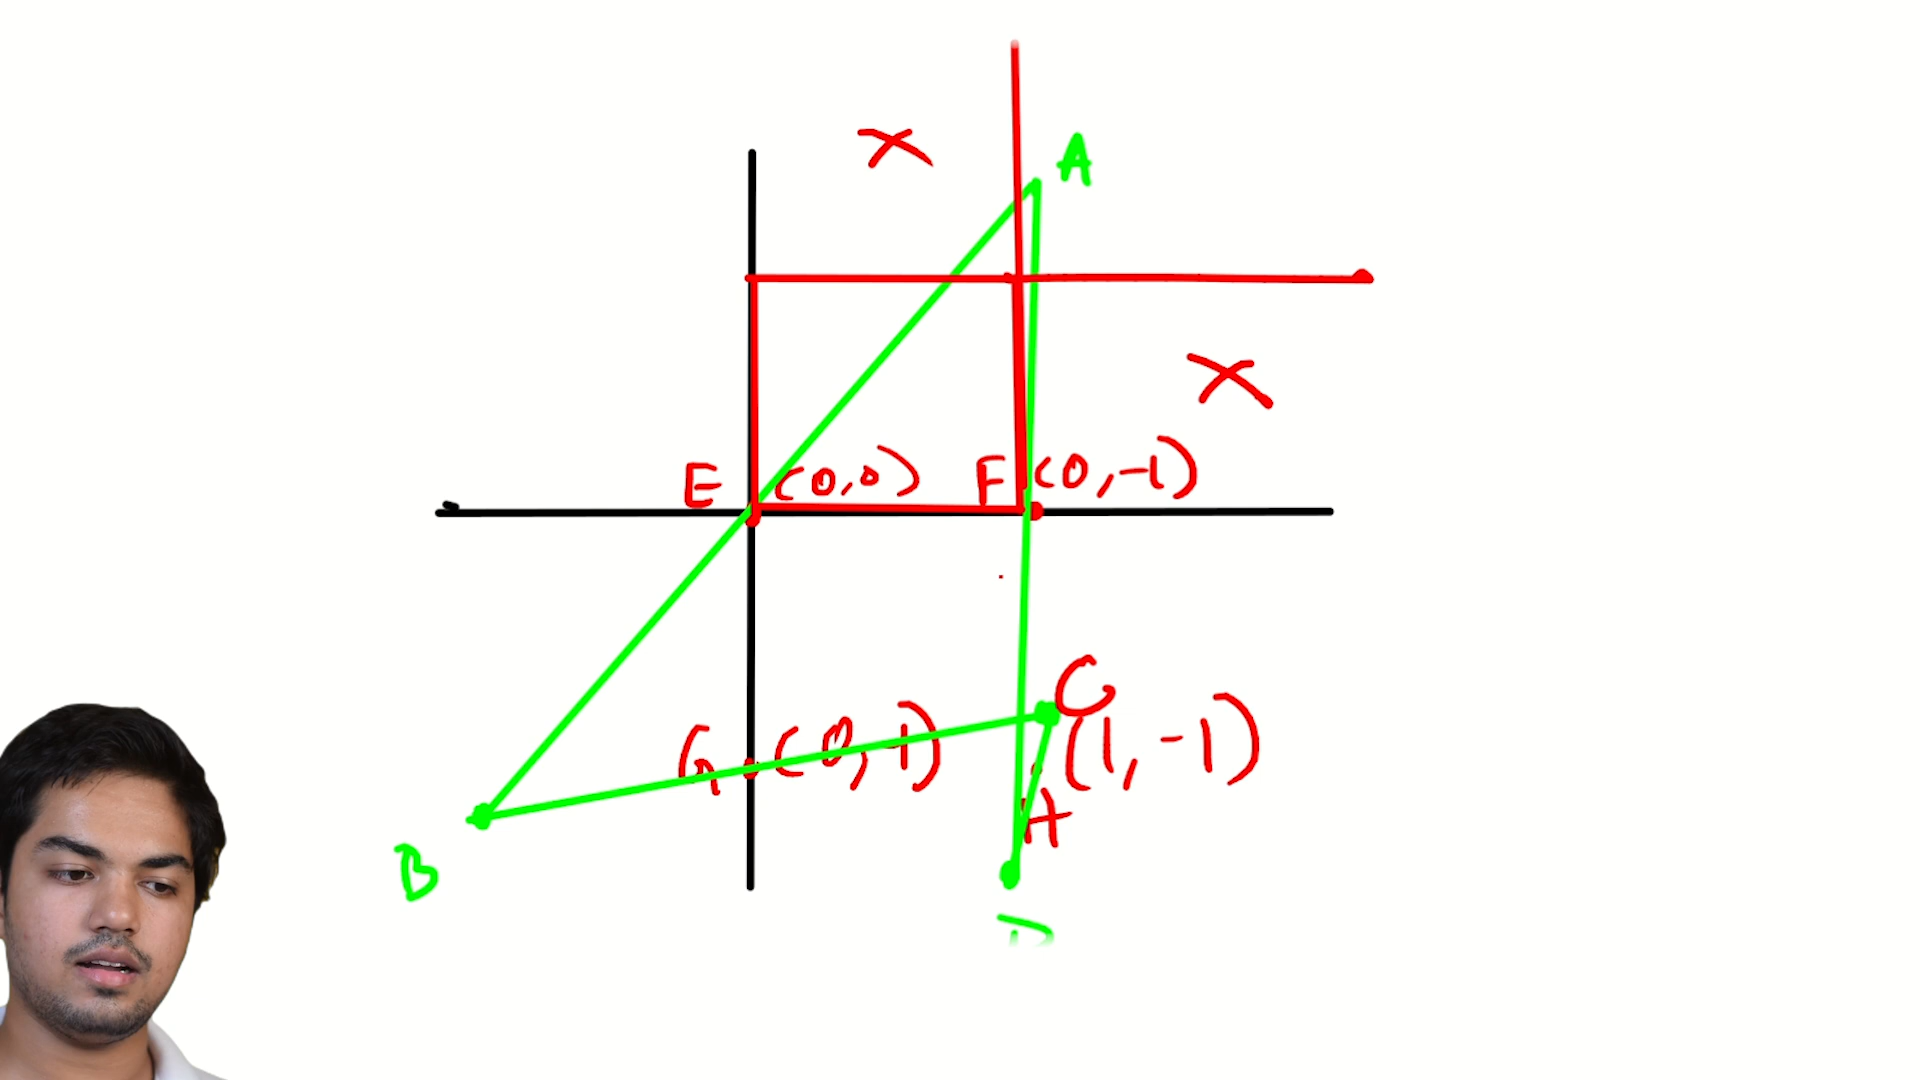 x
A
x
E (0,0) F (0,-1)
C
G (0,-1) (1,-1)
H
B
D